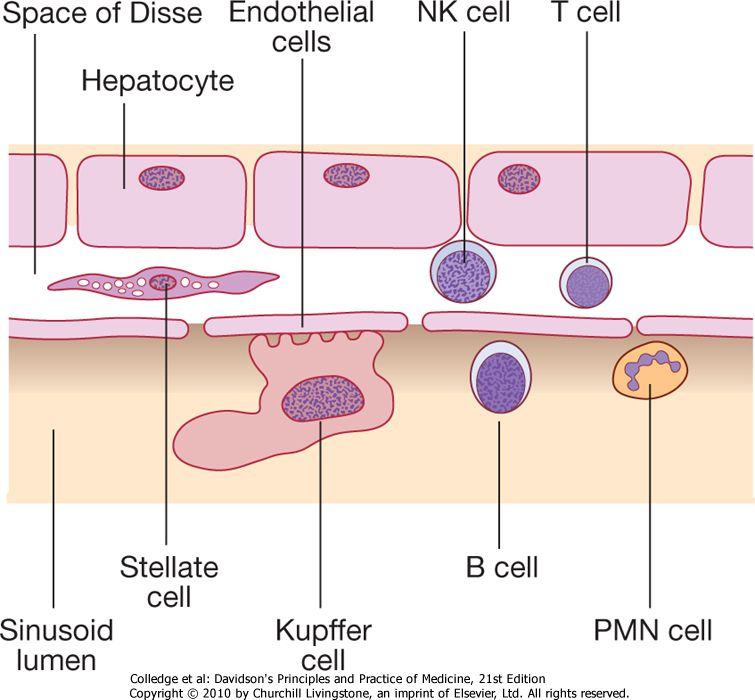 Space of Disse
Endothelial
cells
NK cell
T cell
Hepatocyte
Stellate
cell
B cell
Sinusoid
lumen
Kupffer
cell
PMN cell
Colledge et al: Davidson's Principles and Practice of Medicine, 21st Edition
Copyright © 2010 by Churchill Livingstone, an imprint of Elsevier, Ltd. All rights reserved.